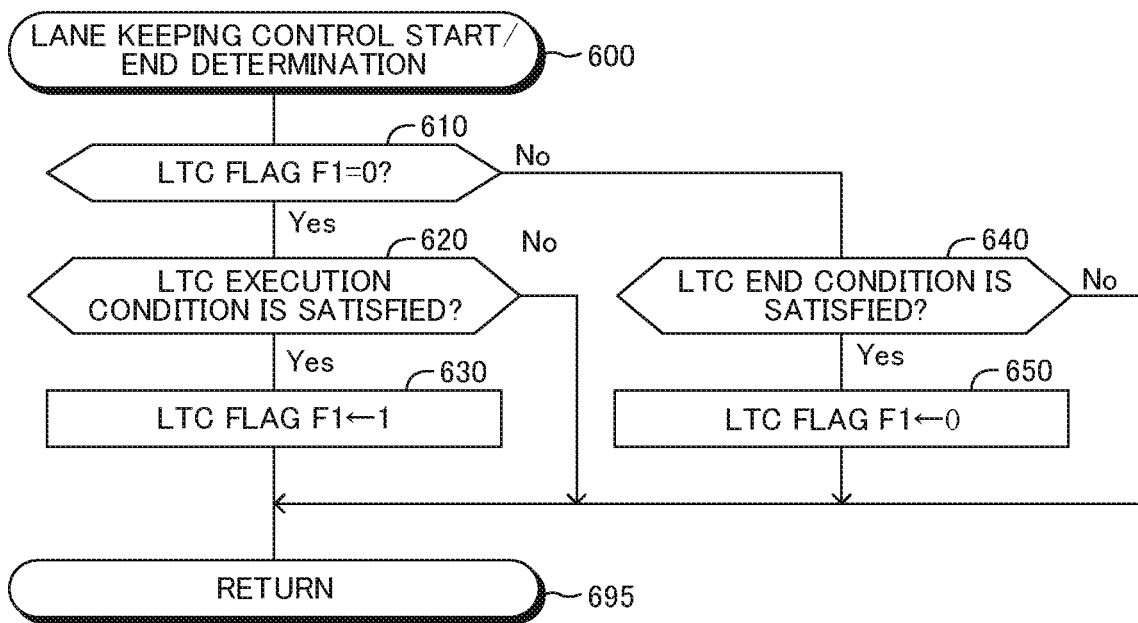 LANE KEEPING CONTROL START/
END DETERMINATION
600
610
LTC FLAG F1=0?
No
Yes
620
No
640
LTC EXECUTION
CONDITION IS SATISFIED?
LTC END CONDITION IS
SATISFIED?
No
Yes
630
Yes
650
LTC FLAG F1←1
LTC FLAG F1←0
RETURN
695